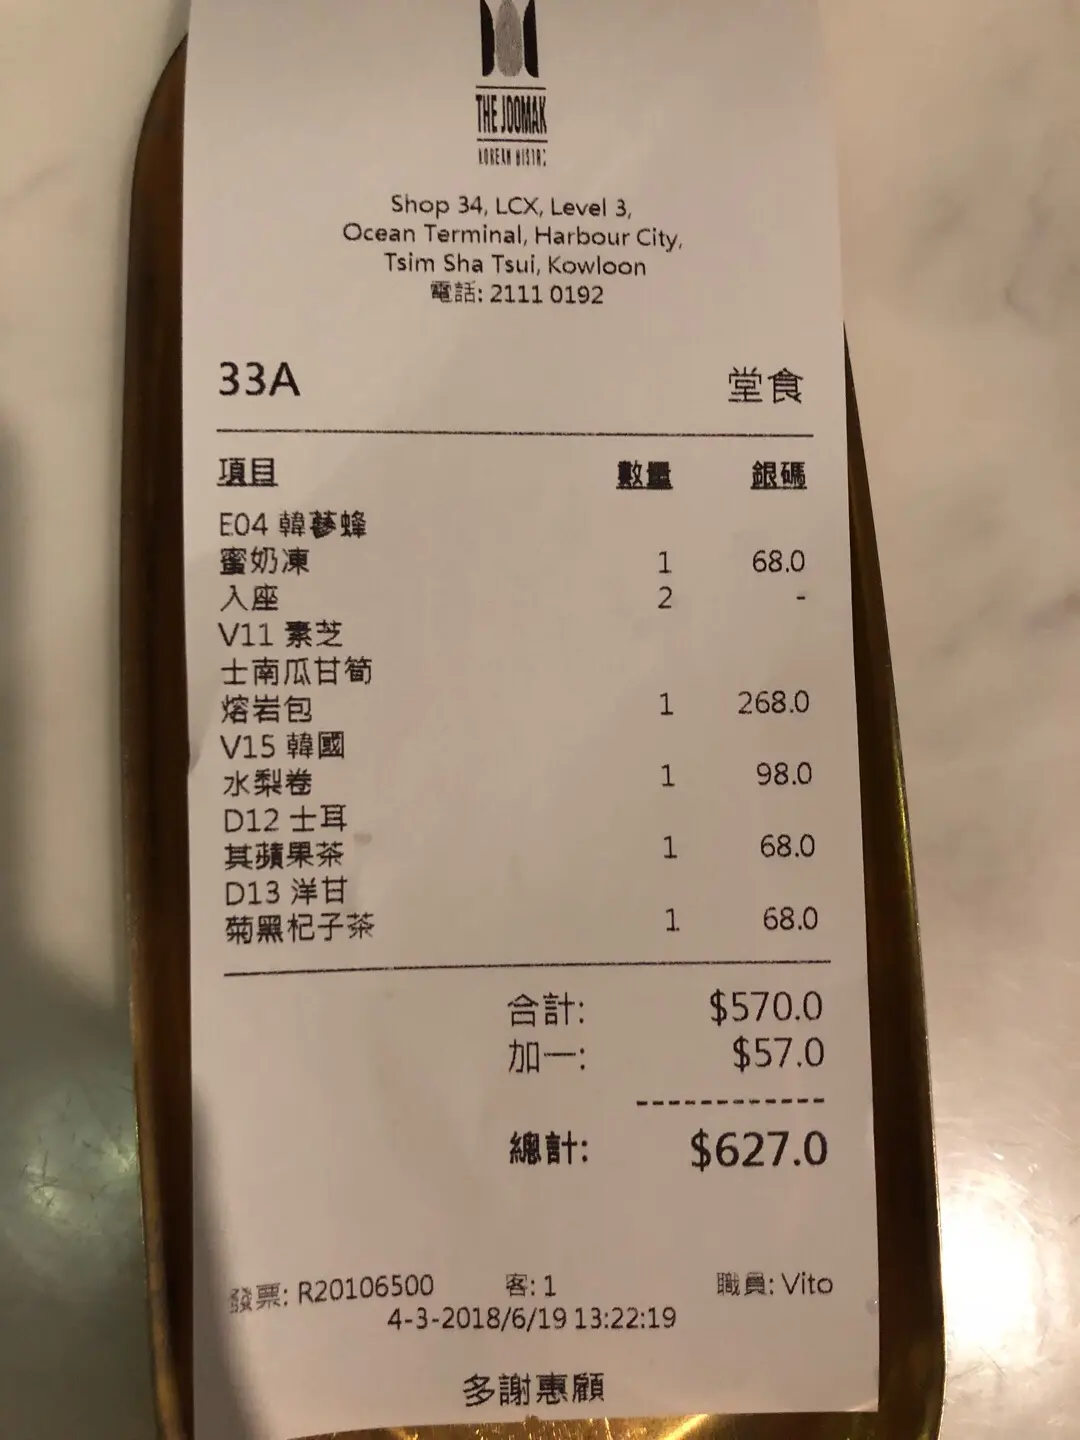 THE JOOMAK
KOREAN BISTR
Shop 34, LCX, Level 3,
Ocean Terminal, Harbour City,
Tsim Sha Tsui, Kowloon
電話: 2111 0192
33A 堂食
項目 數量 銀碼
E04 韓蔘蜂
蜜奶凍 1 68.0
入座 2 -
V11 素芝
士南瓜甘筍
熔岩包 1 268.0
V15 韓國
水梨卷 1 98.0
D12 士耳
其蘋果茶 1 68.0
D13 洋甘
菊黑杞子茶 1 68.0
合計: $570.0
加一: $57.0
------------
總計: $627.0
發票: R20106500 客: 1 職員: Vito
4-3-2018/6/19 13:22:19
多謝惠顧